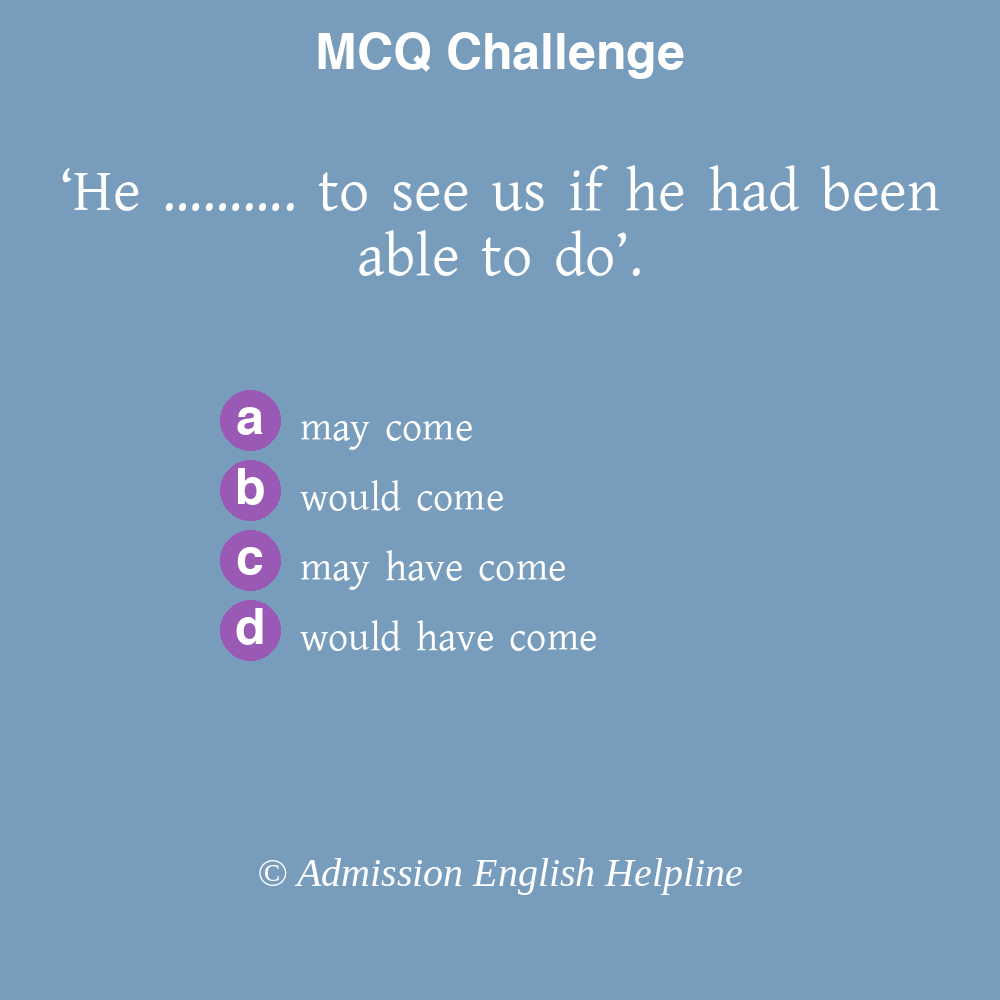 MCQ Challenge
‘He .......... to see us if he had been
able to do’.
a may come
b would come
c may have come
d would have come
© Admission English Helpline